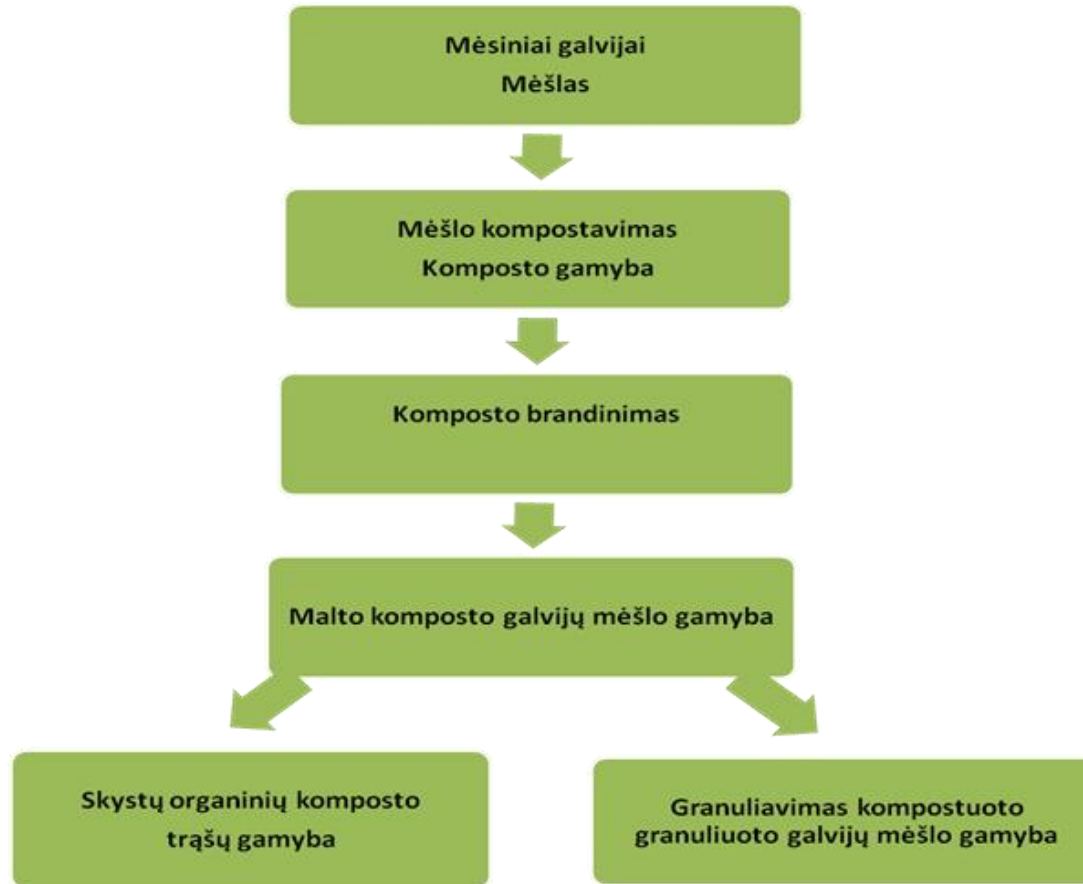 Mėsiniai galvijai
Mėšlas
Mėšlo kompostavimas
Komposto gamyba
Komposto brandinimas
Malto komposto galvijų mėšlo gamyba
Skystų organinių komposto
trąšų gamyba
Granuliavimas kompostuoto
granuliuoto galvijų mėšlo gamyba